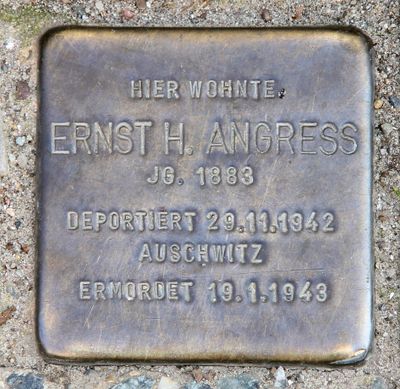 HIER WOHNTE
ERNST H. ANGRESS
JG. 1883
DEPORTIERT 29.11.1942
AUSCHWITZ
ERMORDET 19.1.1943